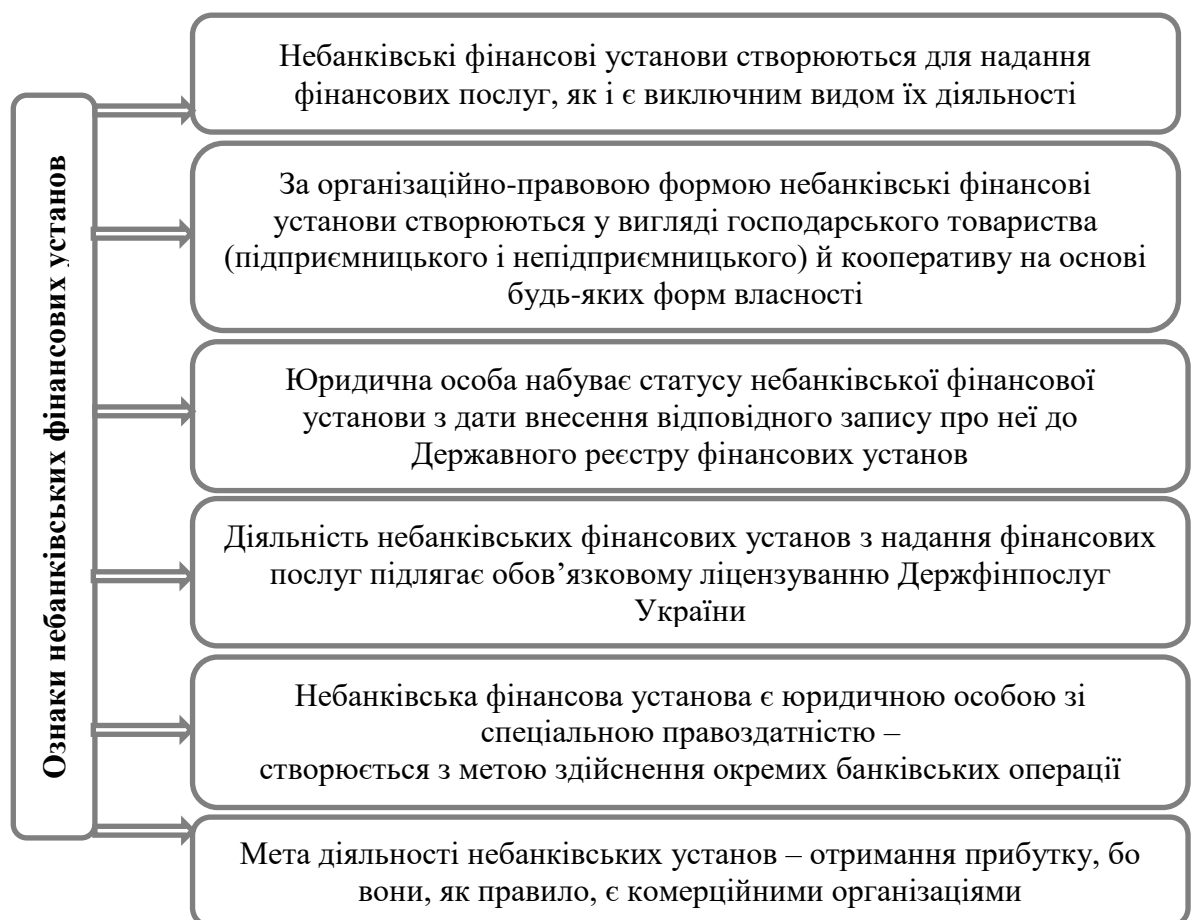 Ознаки небанківських фінансових установ
Небанківські фінансові установи створюються для надання
фінансових послуг, як і є виключним видом їх діяльності
За організаційно-правовою формою небанківські фінансові
установи створюються у вигляді господарського товариства
(підприємницького і непідприємницького) й кооперативу на основі
будь-яких форм власності
Юридична особа набуває статусу небанківської фінансової
установи з дати внесення відповідного запису про неї до
Державного реєстру фінансових установ
Діяльність небанківських фінансових установ з надання фінансових
послуг підлягає обов’язковому ліцензуванню Держфінпослуг
України
Небанківська фінансова установа є юридичною особою зі
спеціальною правоздатністю –
створюється з метою здійснення окремих банківських операції
Мета діяльності небанківських установ – отримання прибутку, бо
вони, як правило, є комерційними організаціями